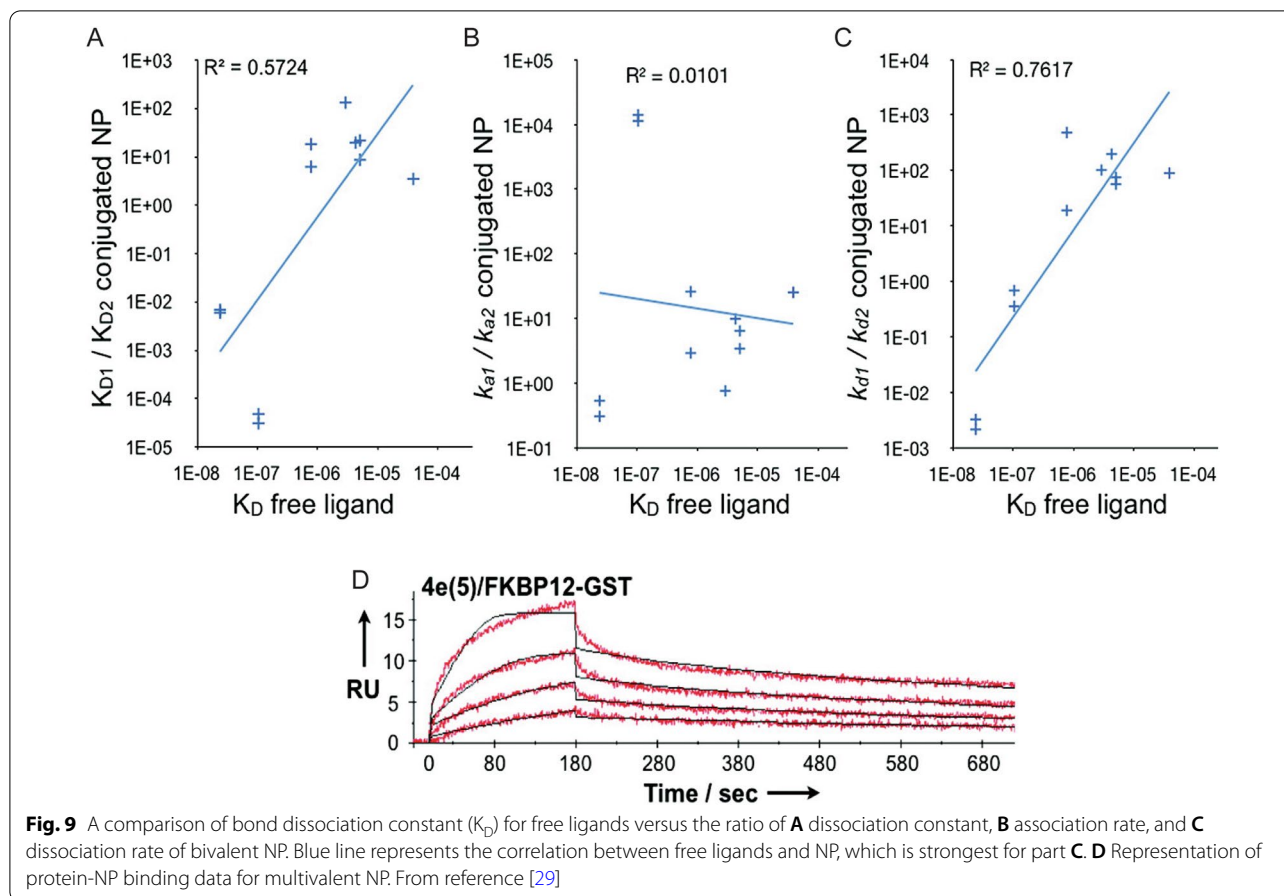 A
R² = 0.5724
K_D1 / K_D2 conjugated NP
1E+03
1E+02
1E+01
1E+00
1E-01
1E-02
1E-03
1E-04
1E-05
1E-08 1E-07 1E-06 1E-05 1E-04
K_D free ligand
B
R² = 0.0101
k_a1 / k_a2 conjugated NP
1E+05
1E+04
1E+03
1E+02
1E+01
1E+00
1E-01
1E-08 1E-07 1E-06 1E-05 1E-04
K_D free ligand
C
R² = 0.7617
k_d1 / k_d2 conjugated NP
1E+04
1E+03
1E+02
1E+01
1E+00
1E-01
1E-02
1E-03
1E-08 1E-07 1E-06 1E-05 1E-04
K_D free ligand
D
4e(5)/FKBP12-GST
RU
15
10
5
0
0 80 180 280 380 480 580 680
Time / sec
Fig. 9 A comparison of bond dissociation constant (K_D) for free ligands versus the ratio of A dissociation constant, B association rate, and C
dissociation rate of bivalent NP. Blue line represents the correlation between free ligands and NP, which is strongest for part C. D Representation of
protein-NP binding data for multivalent NP. From reference [29]